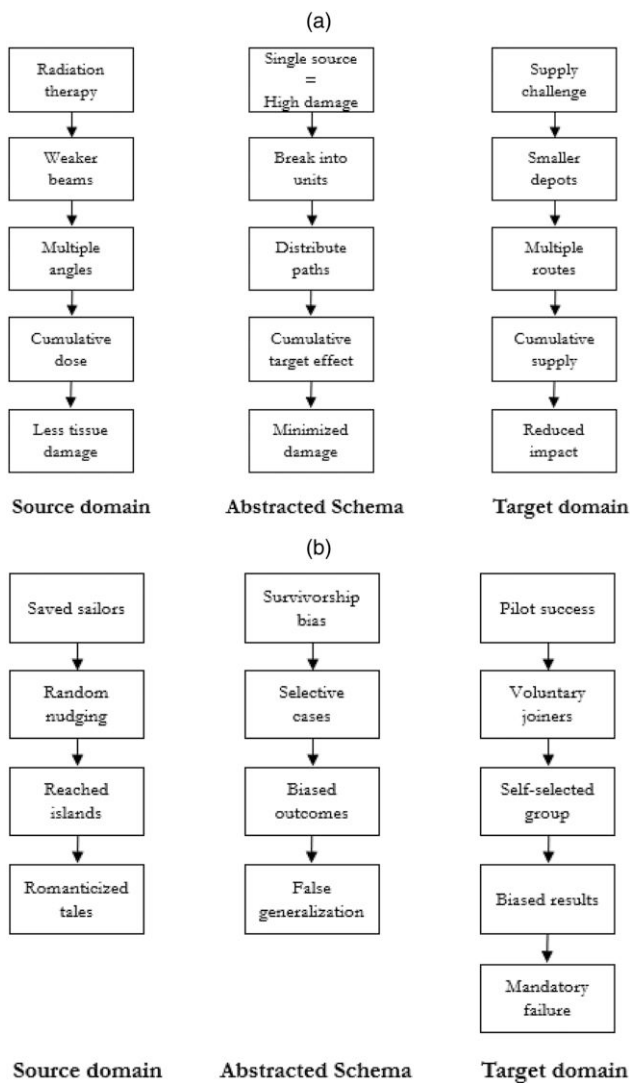 (a)
Radiation
therapy
Single source
=
High damage
Supply
challenge
Weaker
beams
Break into
units
Smaller
depots
Multiple
angles
Distribute
paths
Multiple
routes
Cumulative
dose
Cumulative
target effect
Cumulative
supply
Less tissue
damage
Minimized
damage
Reduced
impact
Source domain
Abstracted Schema
Target domain
(b)
Saved sailors
Survivorship
bias
Pilot success
Random
nudging
Selective
cases
Voluntary
joiners
Reached
islands
Biased
outcomes
Self-selected
group
Romanticized
tales
False
generalization
Biased results
Mandatory
failure
Source domain
Abstracted Schema
Target domain